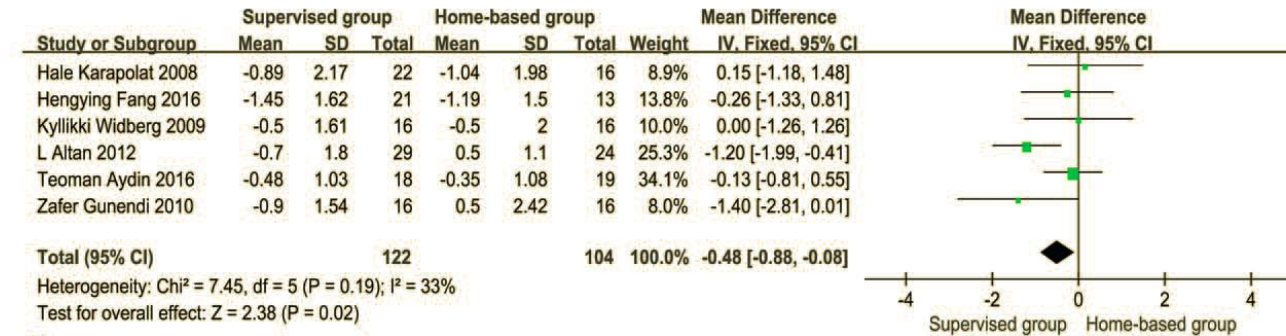 Supervised group Home-based group Mean Difference Mean Difference
Study or Subgroup Mean SD Total Mean SD Total Weight IV, Fixed, 95% CI IV, Fixed, 95% CI
Hale Karapolat 2008 -0.89 2.17 22 -1.04 1.98 16 8.9% 0.15 [-1.18, 1.48]
Hengying Fang 2016 -1.45 1.62 21 -1.19 1.5 13 13.8% -0.26 [-1.33, 0.81]
Kyllikki Widberg 2009 -0.5 1.61 16 -0.5 2 16 10.0% 0.00 [-1.26, 1.26]
L Altan 2012 -0.7 1.8 29 0.5 1.1 24 25.3% -1.20 [-1.99, -0.41]
Teoman Aydin 2016 -0.48 1.03 18 -0.35 1.08 19 34.1% -0.13 [-0.81, 0.55]
Zafer Gunendi 2010 -0.9 1.54 16 0.5 2.42 16 8.0% -1.40 [-2.81, 0.01]
Total (95% CI) 122 104 100.0% -0.48 [-0.88, -0.08]
Heterogeneity: Chi² = 7.45, df = 5 (P = 0.19); I² = 33%
Test for overall effect: Z = 2.38 (P = 0.02)
-4 -2 0 2 4
Supervised group Home-based group